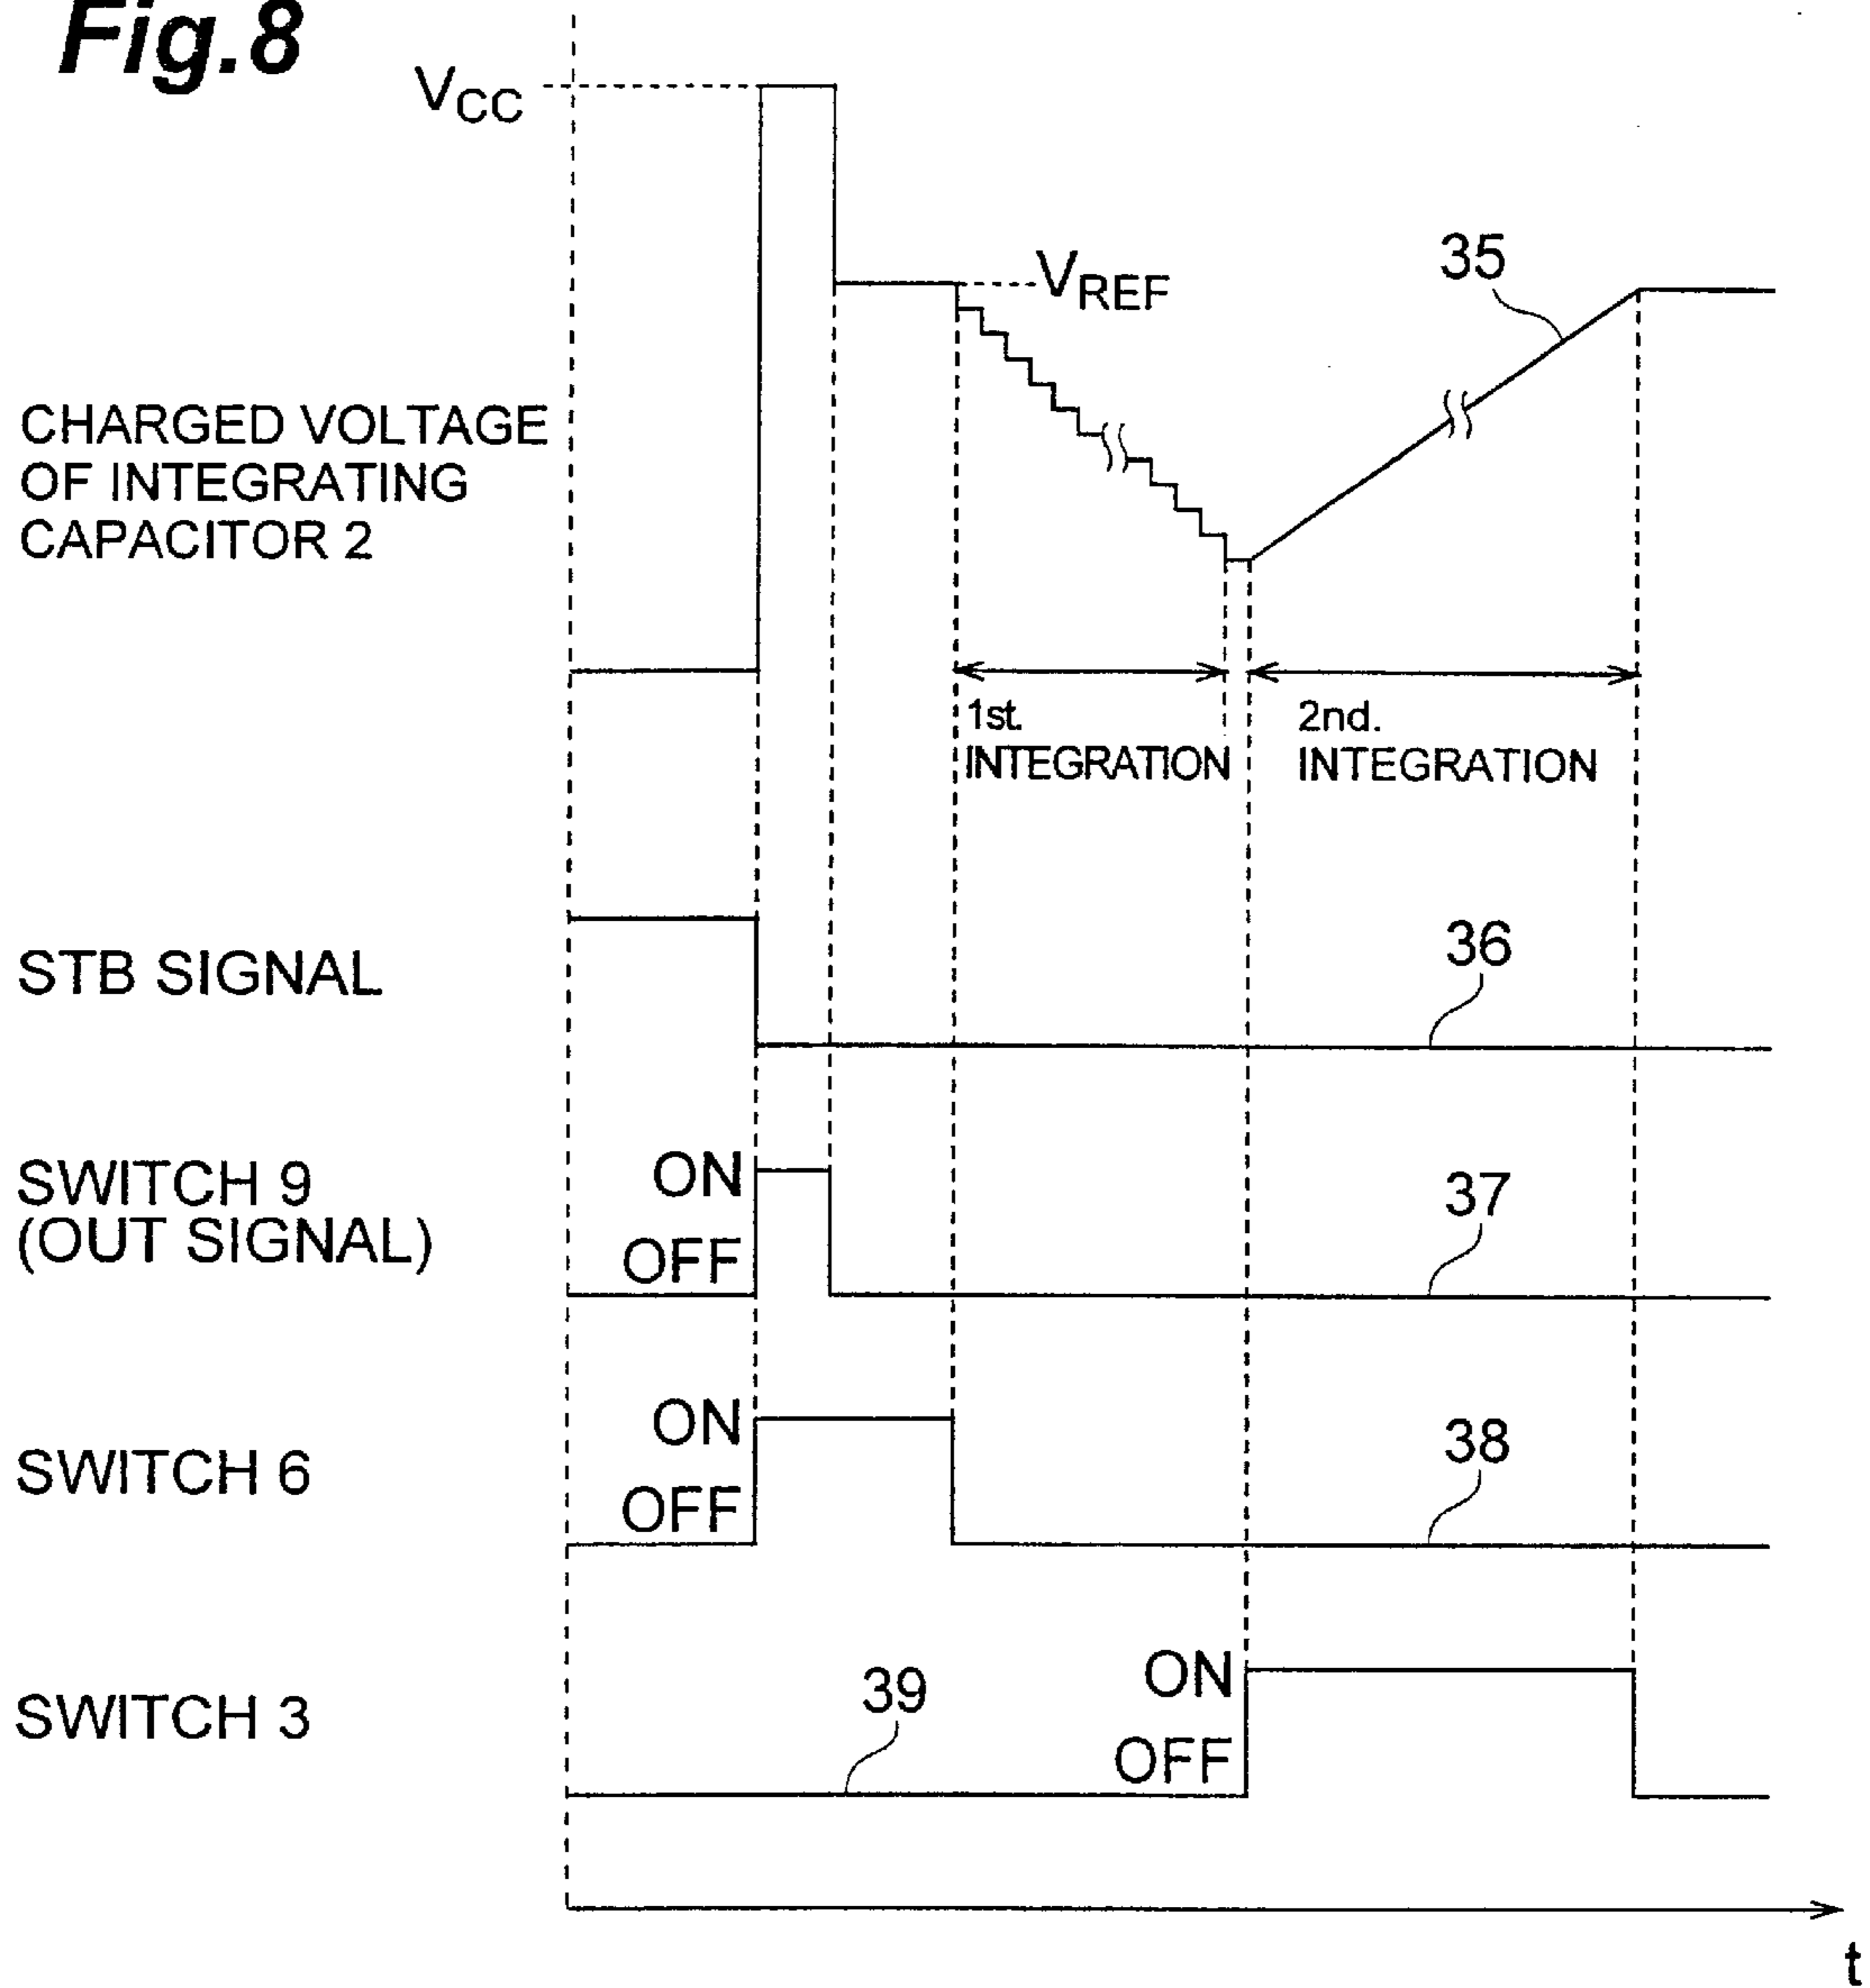 Fig.8
VCC
VREF
35
CHARGED VOLTAGE
OF INTEGRATING
CAPACITOR 2
1st.
INTEGRATION
2nd.
INTEGRATION
STB SIGNAL
36
SWITCH 9
(OUT SIGNAL)
ON
OFF
37
SWITCH 6
ON
OFF
38
SWITCH 3
39
ON
OFF
t